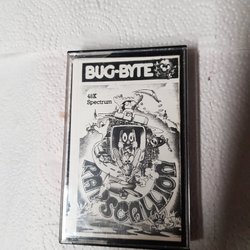 BUG-BYTE
48K
Spectrum
RAPSCALLION